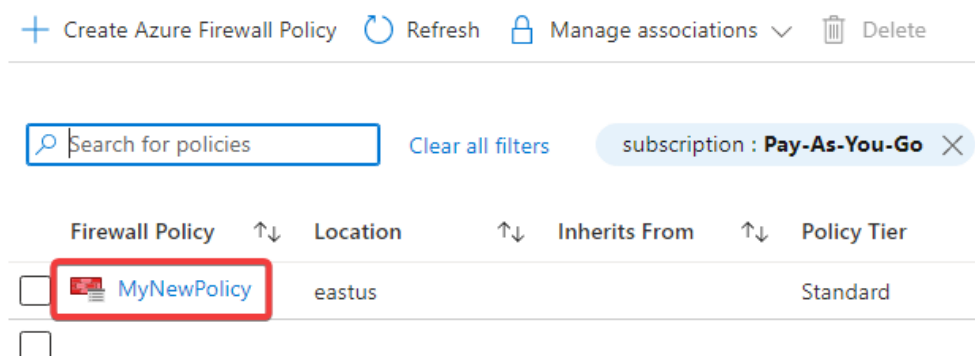 Create Azure Firewall Policy Refresh Manage associations Delete
Search for policies Clear all filters subscription : Pay-As-You-Go
Firewall Policy Location Inherits From Policy Tier
MyNewPolicy eastus Standard